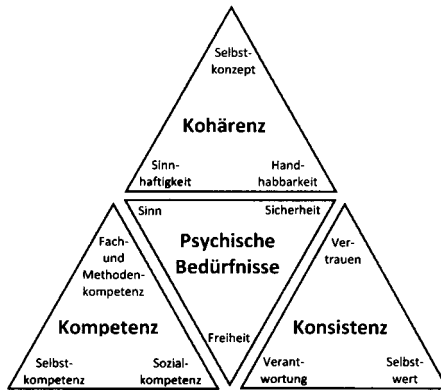 Selbst-
konzept
Kohärenz
Sinn-
haftigkeit
Hand-
habbarkeit
Sinn
Sicherheit
Psychische
Bedürfnisse
Freiheit
Fach-
und
Methoden-
kompetenz
Kompetenz
Selbst-
kompetenz
Sozial-
kompetenz
Ver-
trauen
Konsistenz
Verant-
wortung
Selbst-
wert